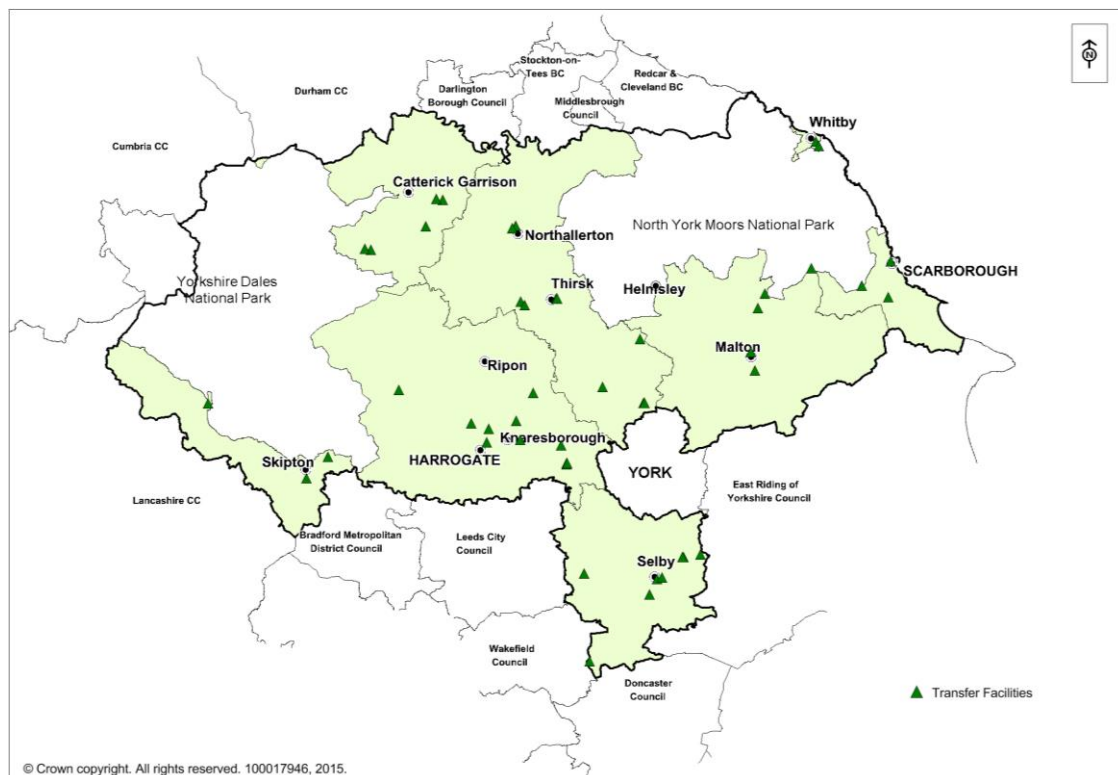 N
Stockton-on-
Tees BC
Redcar &
Cleveland BC
Durham CC
Darlington
Borough Council
Middlesbrough
Council
Whitby
Cumbria CC
Catterick Garrison
North York Moors National Park
Northallerton
SCARBOROUGH
Yorkshire Dales
National Park
Thirsk
Helmsley
Malton
Ripon
Knaresborough
HARROGATE
Skipton
YORK
East Riding of
Yorkshire Council
Lancashire CC
Bradford Metropolitan
District Council
Leeds City
Council
Selby
Wakefield
Council
Doncaster
Council
Transfer Facilities
© Crown copyright. All rights reserved. 100017946, 2015.